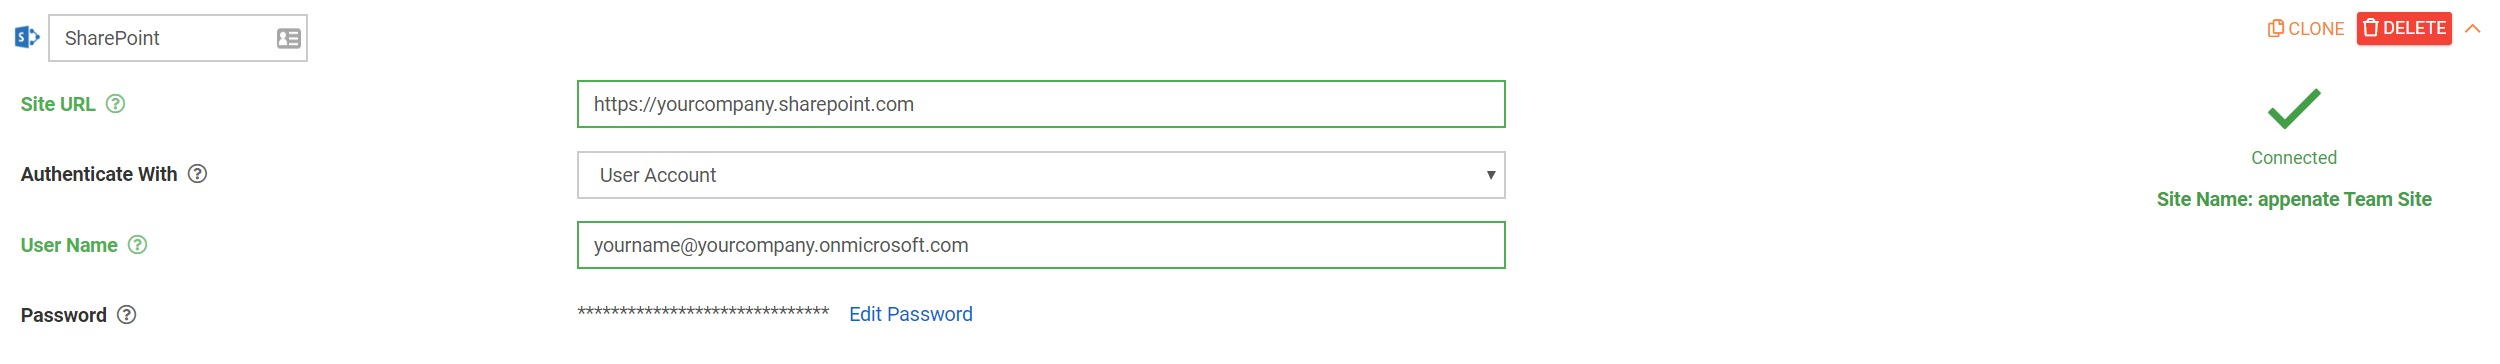 SharePoint
CLONE
DELETE
Site URL ?
https://yourcompany.sharepoint.com
Connected
Authenticate With ?
User Account
Site Name: appenate Team Site
User Name ?
yourname@yourcompany.onmicrosoft.com
Password ?
****************************** Edit Password